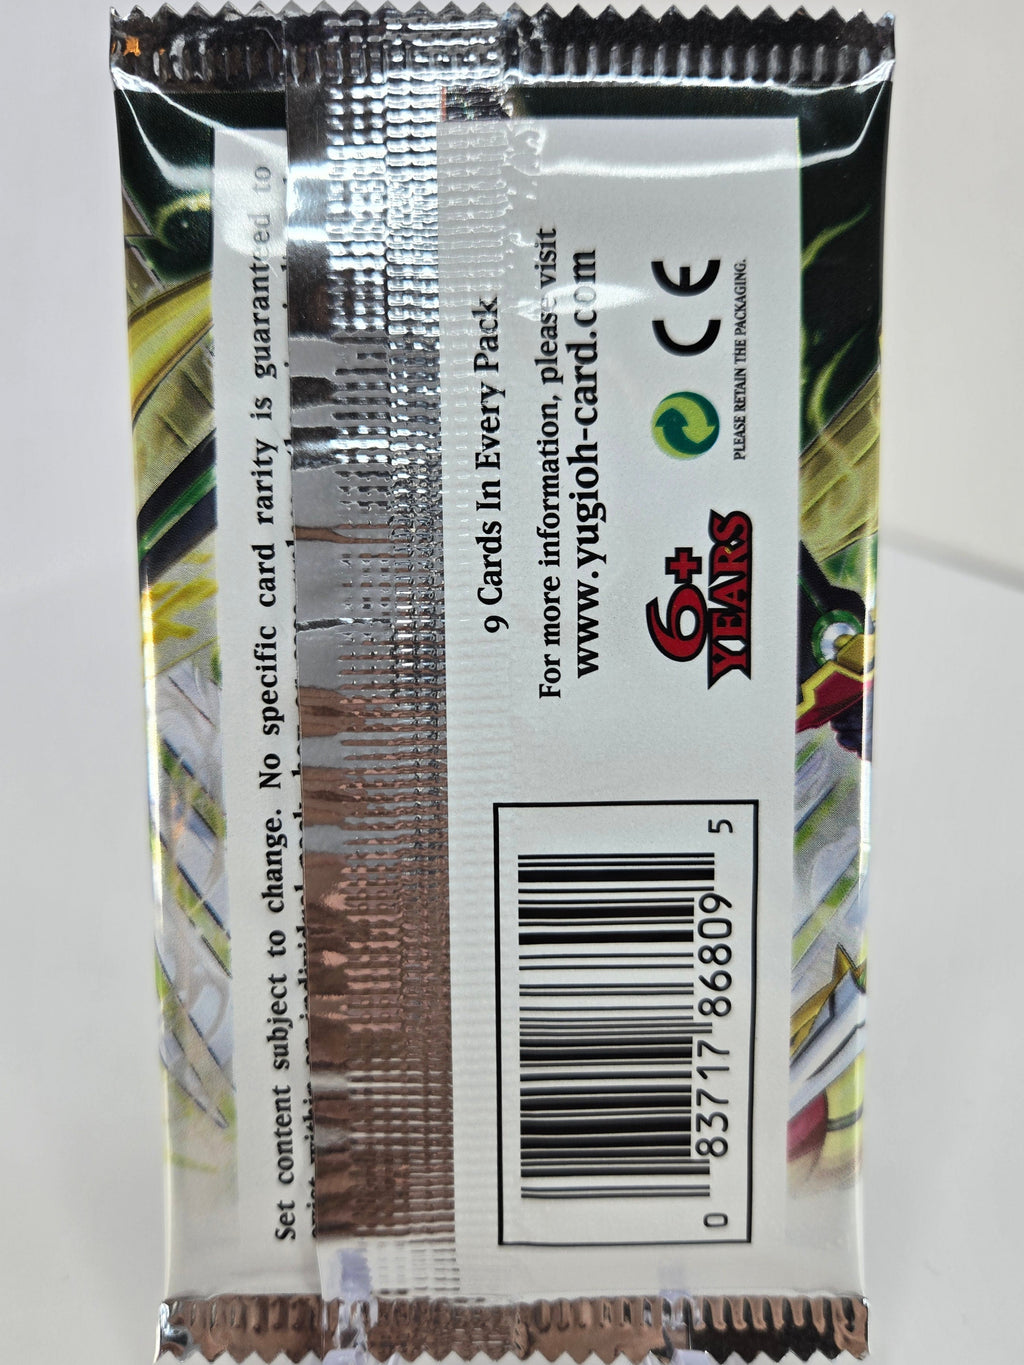 Set content subject to change. No specific card rarity is guaranteed to
9 Cards In Every Pack
For more information, please visit
www.yugioh-card.com
6+
YEARS
CE
PLEASE RETAIN THE PACKAGING.
0 83717 86809 5